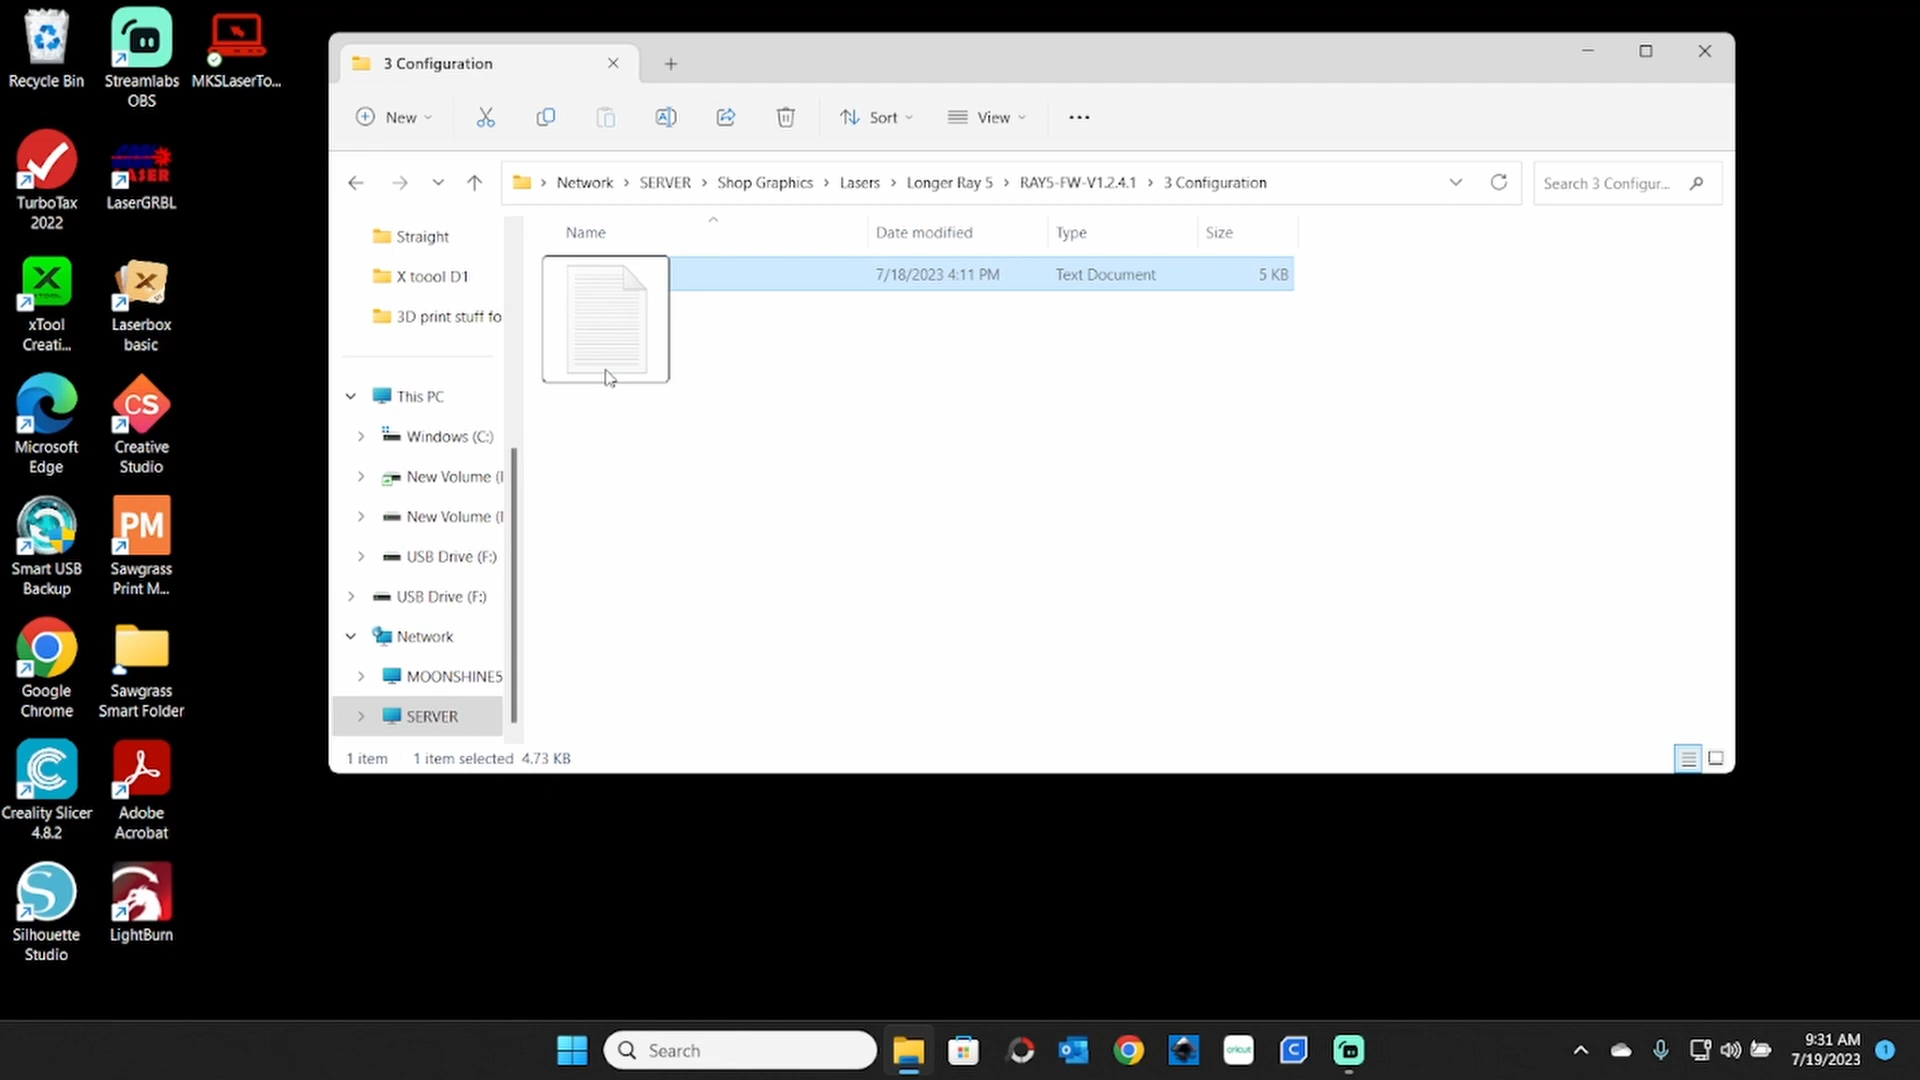 Recycle Bin
Streamlabs
OBS
MKSLaserTo...
TurboTax
2022
LaserGRBL
xTool
Creati...
Laserbox
basic
Microsoft
Edge
CS
Creative
Studio
Smart USB
Backup
PM
Sawgrass
Print M...
Google
Chrome
Sawgrass
Smart Folder
Creality Slicer
4.8.2
Adobe
Acrobat
Silhouette
Studio
LightBurn
3 Configuration
New
Sort
View
Network > SERVER > Shop Graphics > Lasers > Longer Ray 5 > RAY5-FW-V1.2.4.1 > 3 Configuration
Search 3 Configur...
Straight
X toool D1
3D print stuff fo
This PC
Windows (C:)
New Volume (
New Volume (
USB Drive (F:)
USB Drive (F:)
Network
MOONSHINE5
SERVER
Name
Date modified
Type
Size
7/18/2023 4:11 PM
Text Document
5 KB
1 item
1 item selected 4.73 KB
Search
cricut
9:31 AM
7/19/2023
1